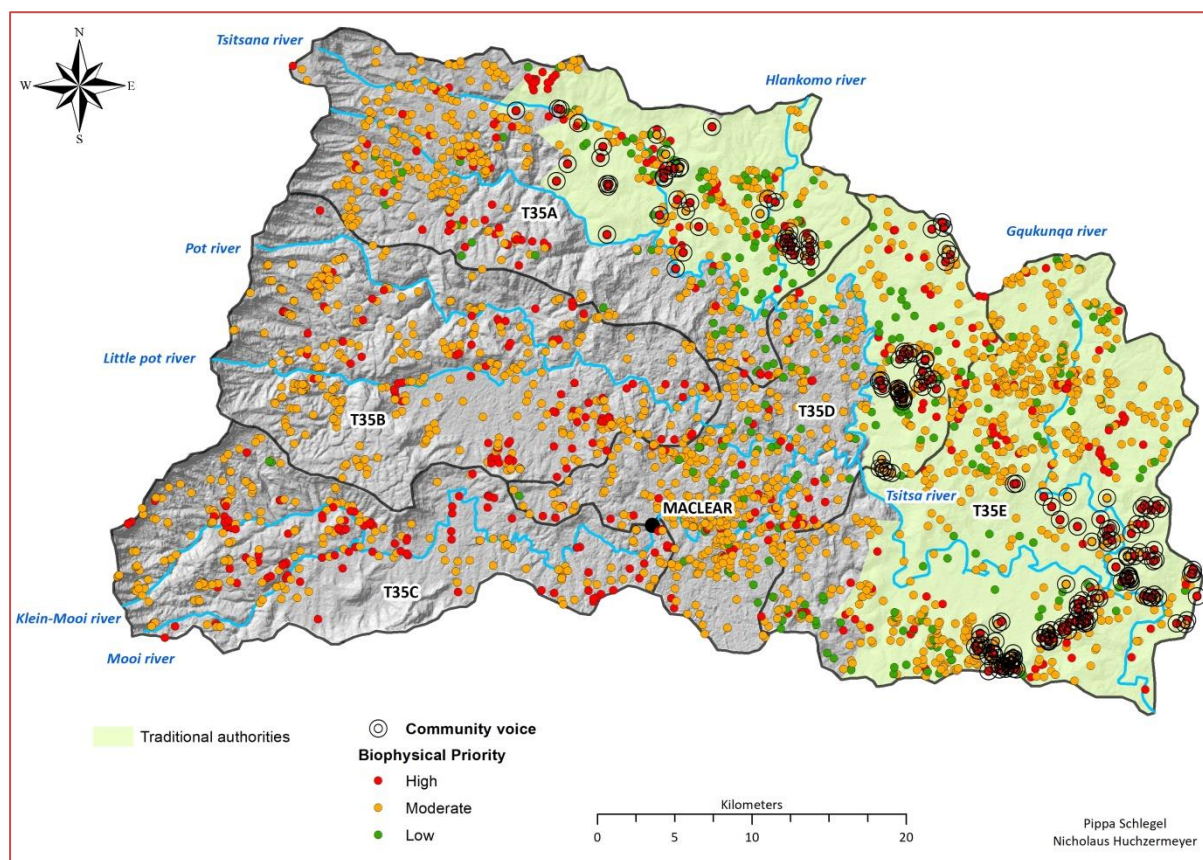 N
W
E
S
Tsitsana river
Hlankomo river
T35A
Gqukunqa river
Pot river
Little pot river
T35B
T35D
Tsitsa river
MACLEAR
T35E
T35C
Klein-Mooi river
Mooi river
Traditional authorities
Community voice
Biophysical Priority
High
Moderate
Low
Kilometers
0 5 10 20
Pippa Schlegel
Nicholaus Huchzermeyer